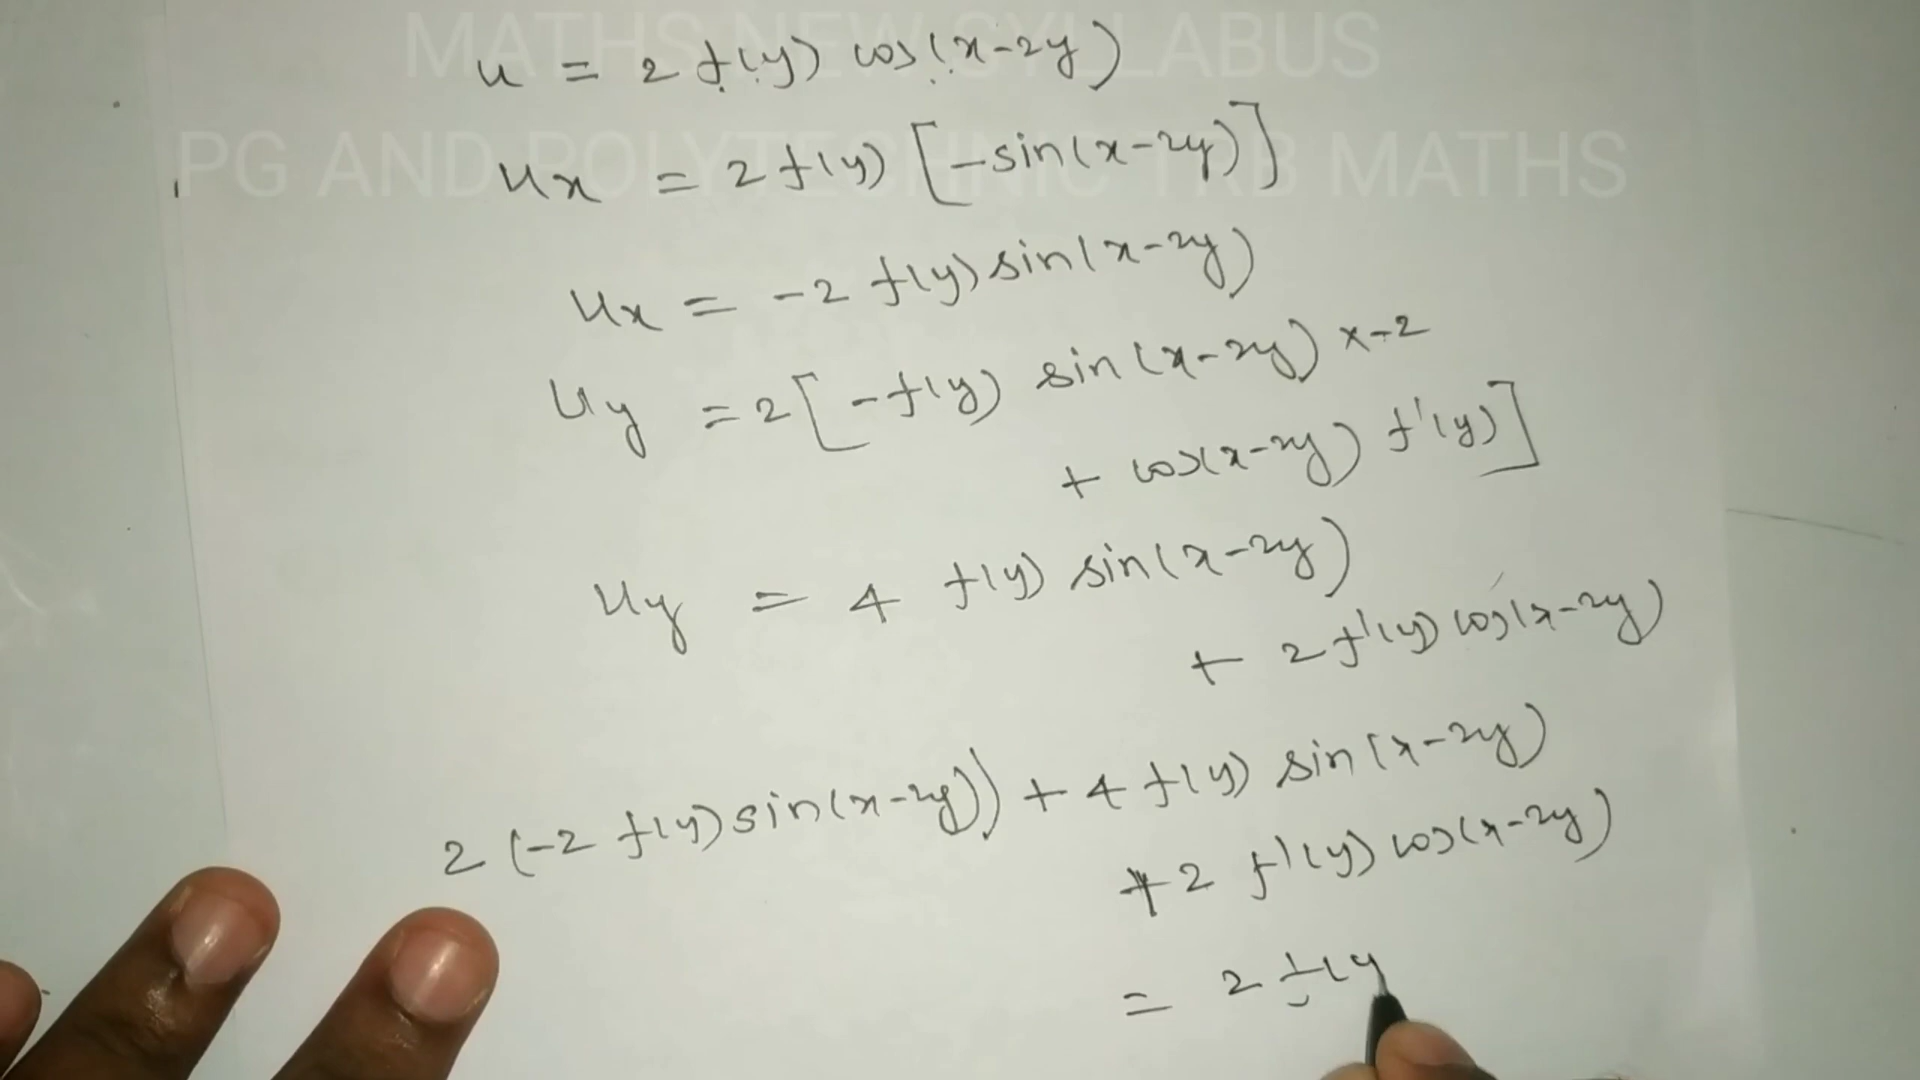 MATHS NEW SYLLABUS
PG AND POLYTECHNIC TRB MATHS
u = 2 f(y) cos(x-2y)
ux = 2 f(y) [-sin(x-2y)]
ux = -2 f(y) sin(x-2y)
uy = 2[-f(y) sin(x-2y) x-2
+ cos(x-2y) f'(y)]
uy = 4 f(y) sin(x-2y)
+ 2 f'(y) cos(x-2y)
2 (-2 f(y) sin(x-2y)) + 4 f(y) sin(x-2y)
+2 f'(y) cos(x-2y)
= 2 f(y